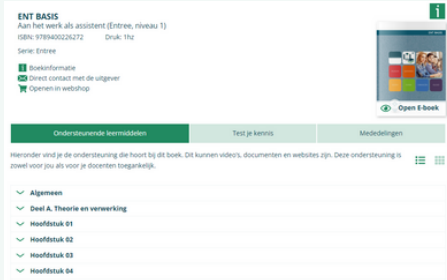 ENT BASIS
Aan het werk als assistent (Entree, niveau 1)
ISBN: 9789400226272 Druk: 1hz
Serie: Entree
Boekinformatie
Direct contact met de uitgever
Openen in webshop
Open E-boek
Ondersteunende leermiddelen Test je kennis Mededelingen
Hieronder vind je de ondersteuning die hoort bij dit boek. Dit kunnen video's, documenten en websites zijn. Deze ondersteuning is
zowel voor jou als voor je docenten toegankelijk.
Algemeen
Deel A. Theorie en verwerking
Hoofdstuk 01
Hoofdstuk 02
Hoofdstuk 03
Hoofdstuk 04